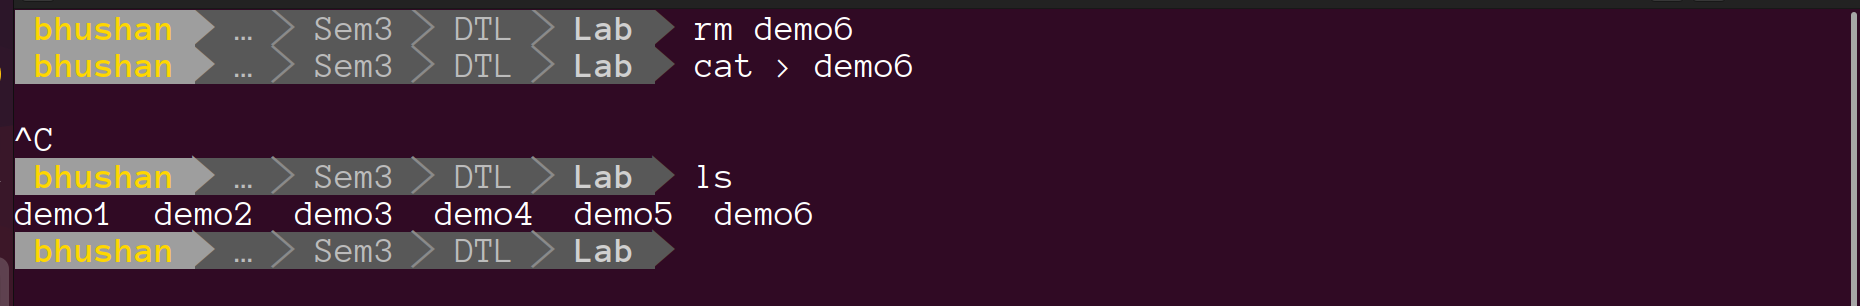 bhushan … Sem3 DTL Lab rm demo6
bhushan … Sem3 DTL Lab cat > demo6
^C
bhushan … Sem3 DTL Lab ls
demo1 demo2 demo3 demo4 demo5 demo6
bhushan … Sem3 DTL Lab